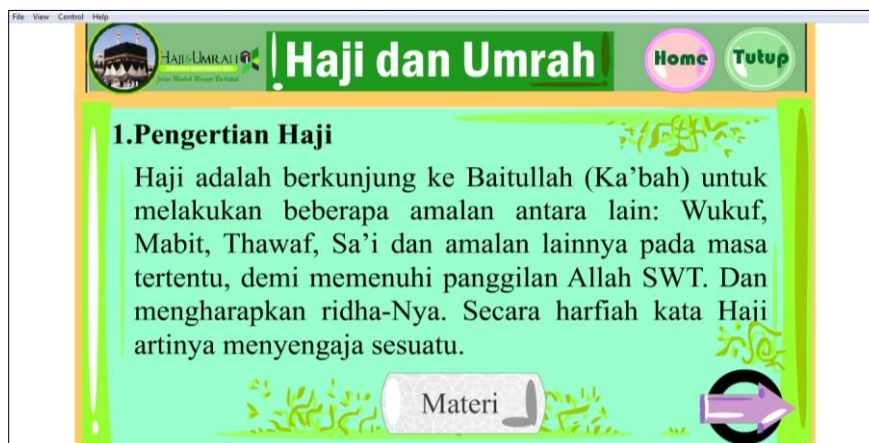 File View Control Help
HAJI & UMRAH
Haji dan Umrah
Home
Tutup
1.Pengertian Haji
Haji adalah berkunjung ke Baitullah (Ka’bah) untuk
melakukan beberapa amalan antara lain: Wukuf,
Mabit, Thawaf, Sa’i dan amalan lainnya pada masa
tertentu, demi memenuhi panggilan Allah SWT. Dan
mengharapkan ridha-Nya. Secara harfiah kata Haji
artinya menyengaja sesuatu.
Materi